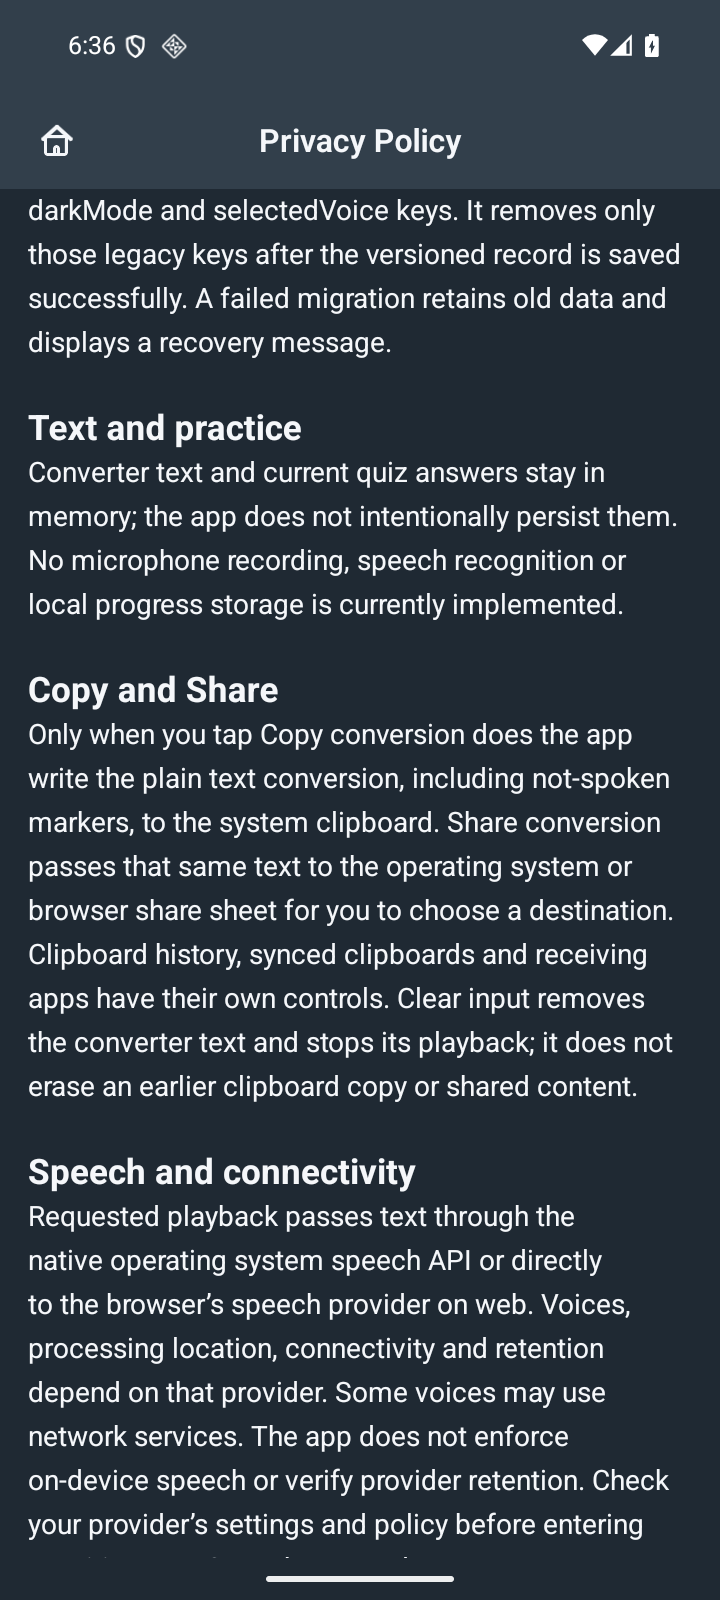 6:36
Privacy Policy
darkMode and selectedVoice keys. It removes only
those legacy keys after the versioned record is saved
successfully. A failed migration retains old data and
displays a recovery message.
Text and practice
Converter text and current quiz answers stay in
memory; the app does not intentionally persist them.
No microphone recording, speech recognition or
local progress storage is currently implemented.
Copy and Share
Only when you tap Copy conversion does the app
write the plain text conversion, including not-spoken
markers, to the system clipboard. Share conversion
passes that same text to the operating system or
browser share sheet for you to choose a destination.
Clipboard history, synced clipboards and receiving
apps have their own controls. Clear input removes
the converter text and stops its playback; it does not
erase an earlier clipboard copy or shared content.
Speech and connectivity
Requested playback passes text through the
native operating system speech API or directly
to the browser’s speech provider on web. Voices,
processing location, connectivity and retention
depend on that provider. Some voices may use
network services. The app does not enforce
on-device speech or verify provider retention. Check
your provider’s settings and policy before entering